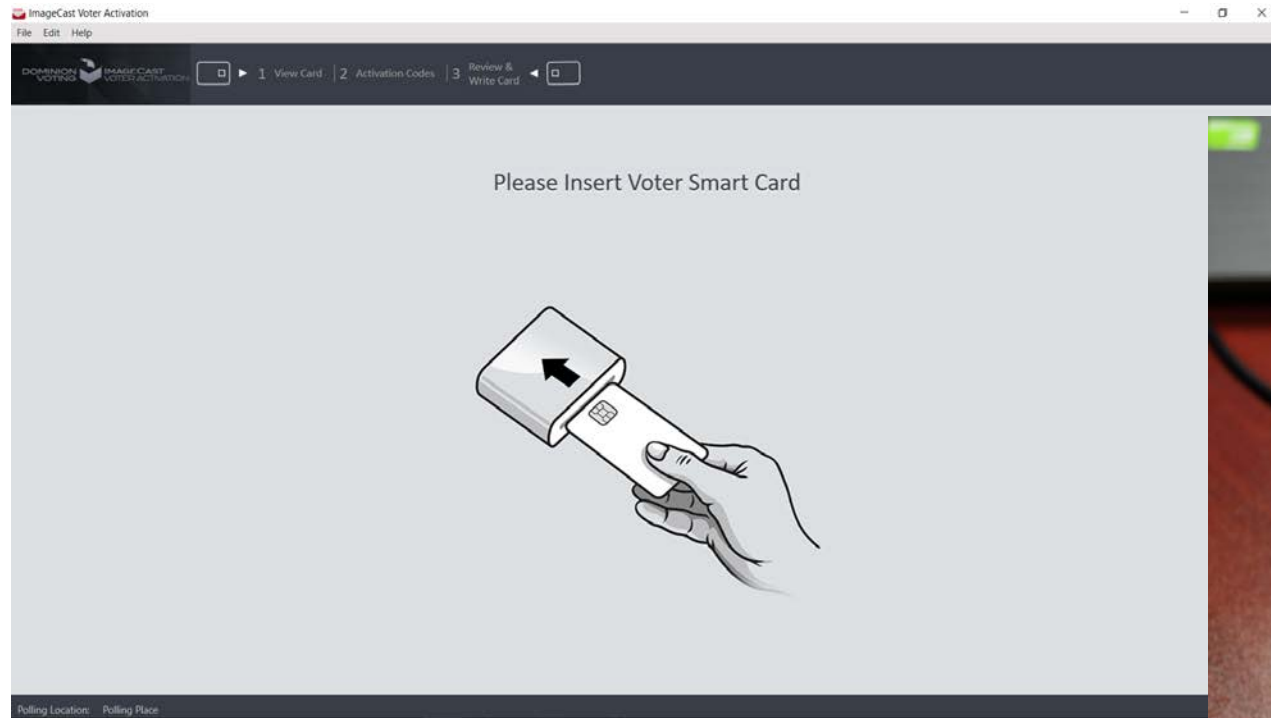 ImageCast Voter Activation
File Edit Help
DOMINION VOTING IMAGECAST VOTER ACTIVATION
1 View Card 2 Activation Codes 3 Review & Write Card
Please Insert Voter Smart Card
Polling Location: Polling Place